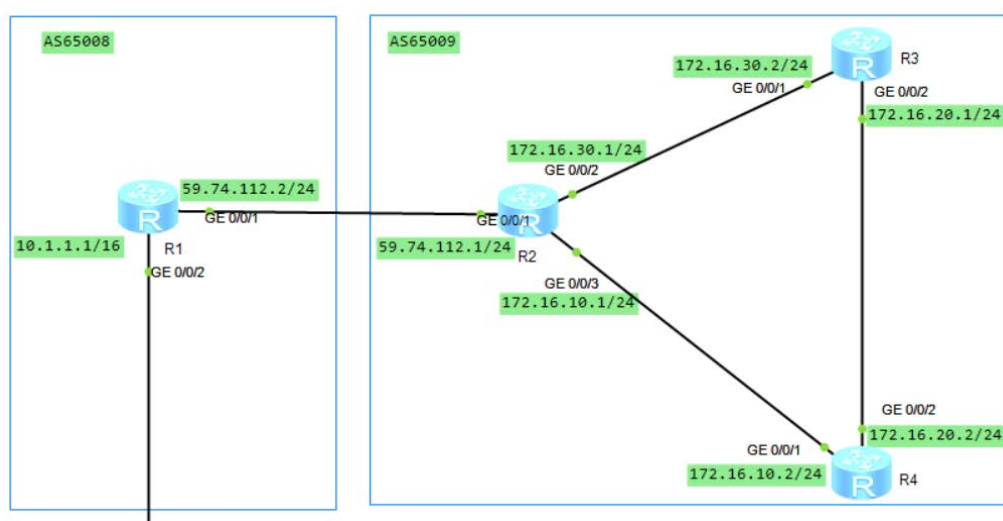 AS65008
AS65009
R3
172.16.30.2/24
GE 0/0/1
GE 0/0/2
172.16.20.1/24
172.16.30.1/24
GE 0/0/2
59.74.112.2/24
GE 0/0/1
GE 0/0/1
R
R
R
10.1.1.1/16
R1
59.74.112.1/24
R2
GE 0/0/2
GE 0/0/3
172.16.10.1/24
GE 0/0/2
172.16.20.2/24
GE 0/0/1
172.16.10.2/24
R4
R